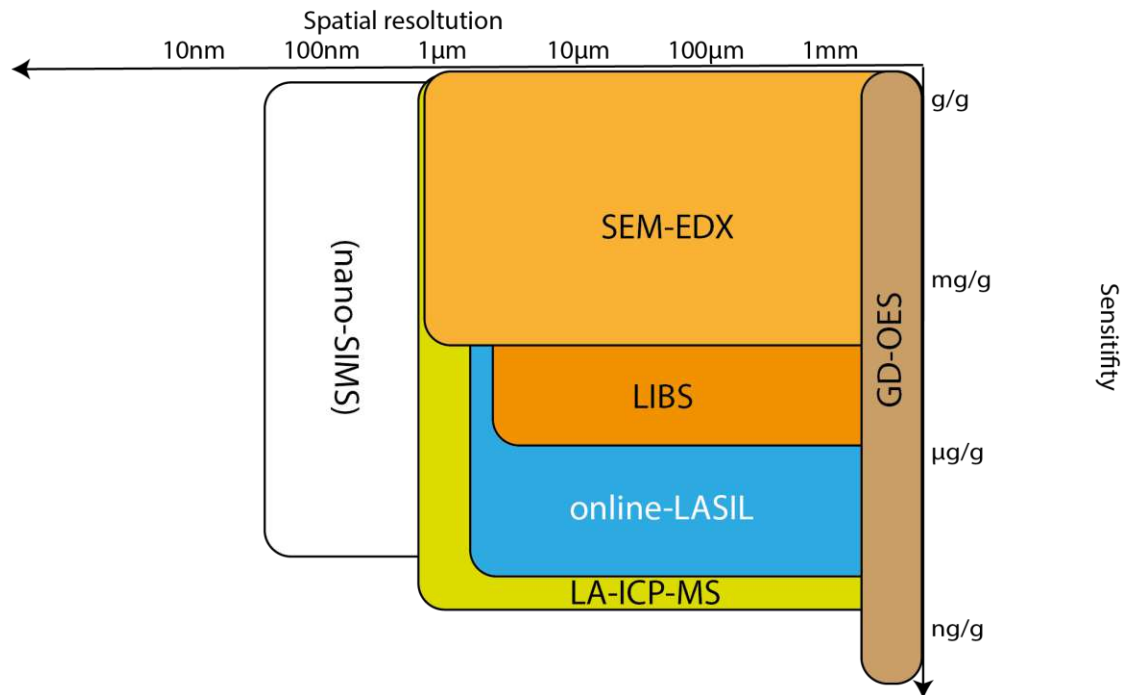 Spatial resoltution
10nm 100nm 1µm 10µm 100µm 1mm
g/g
SEM-EDX
mg/g
(nano-SIMS)
GD-OES
Sensitifity
LIBS
µg/g
online-LASIL
LA-ICP-MS
ng/g